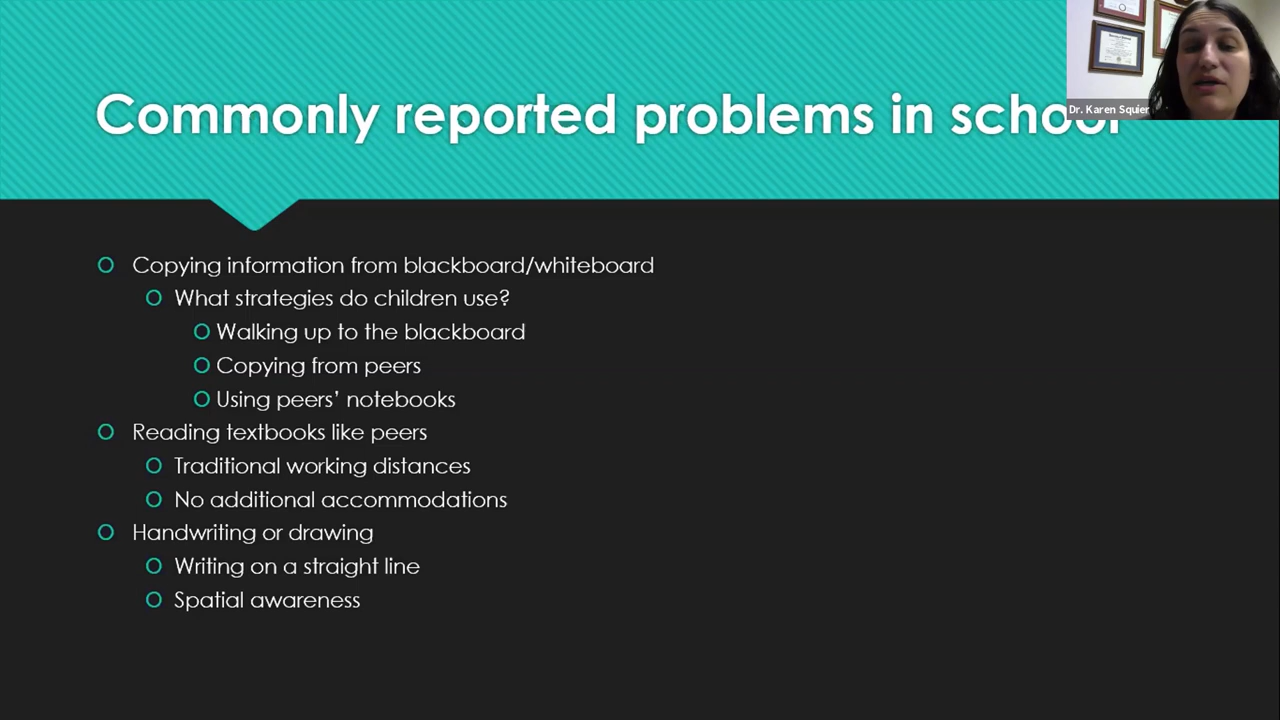 Commonly reported problems in school
Dr. Karen Squier
Copying information from blackboard/whiteboard
What strategies do children use?
Walking up to the blackboard
Copying from peers
Using peers’ notebooks
Reading textbooks like peers
Traditional working distances
No additional accommodations
Handwriting or drawing
Writing on a straight line
Spatial awareness